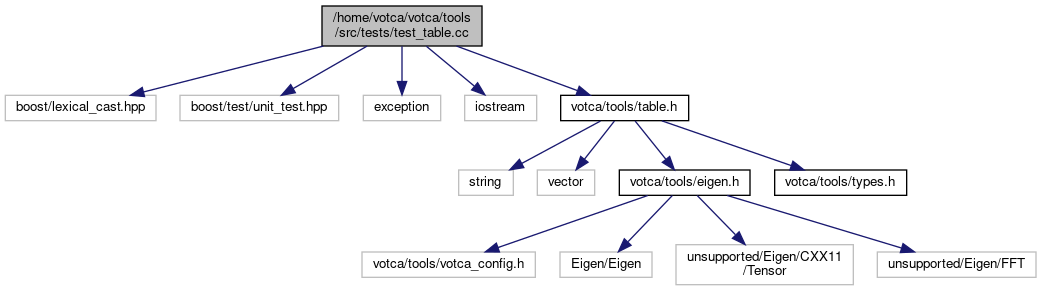 /home/votca/votca/tools
/src/tests/test_table.cc
boost/lexical_cast.hpp
boost/test/unit_test.hpp
exception
iostream
votca/tools/table.h
string
vector
votca/tools/eigen.h
votca/tools/types.h
votca/tools/votca_config.h
Eigen/Eigen
unsupported/Eigen/CXX11
/Tensor
unsupported/Eigen/FFT